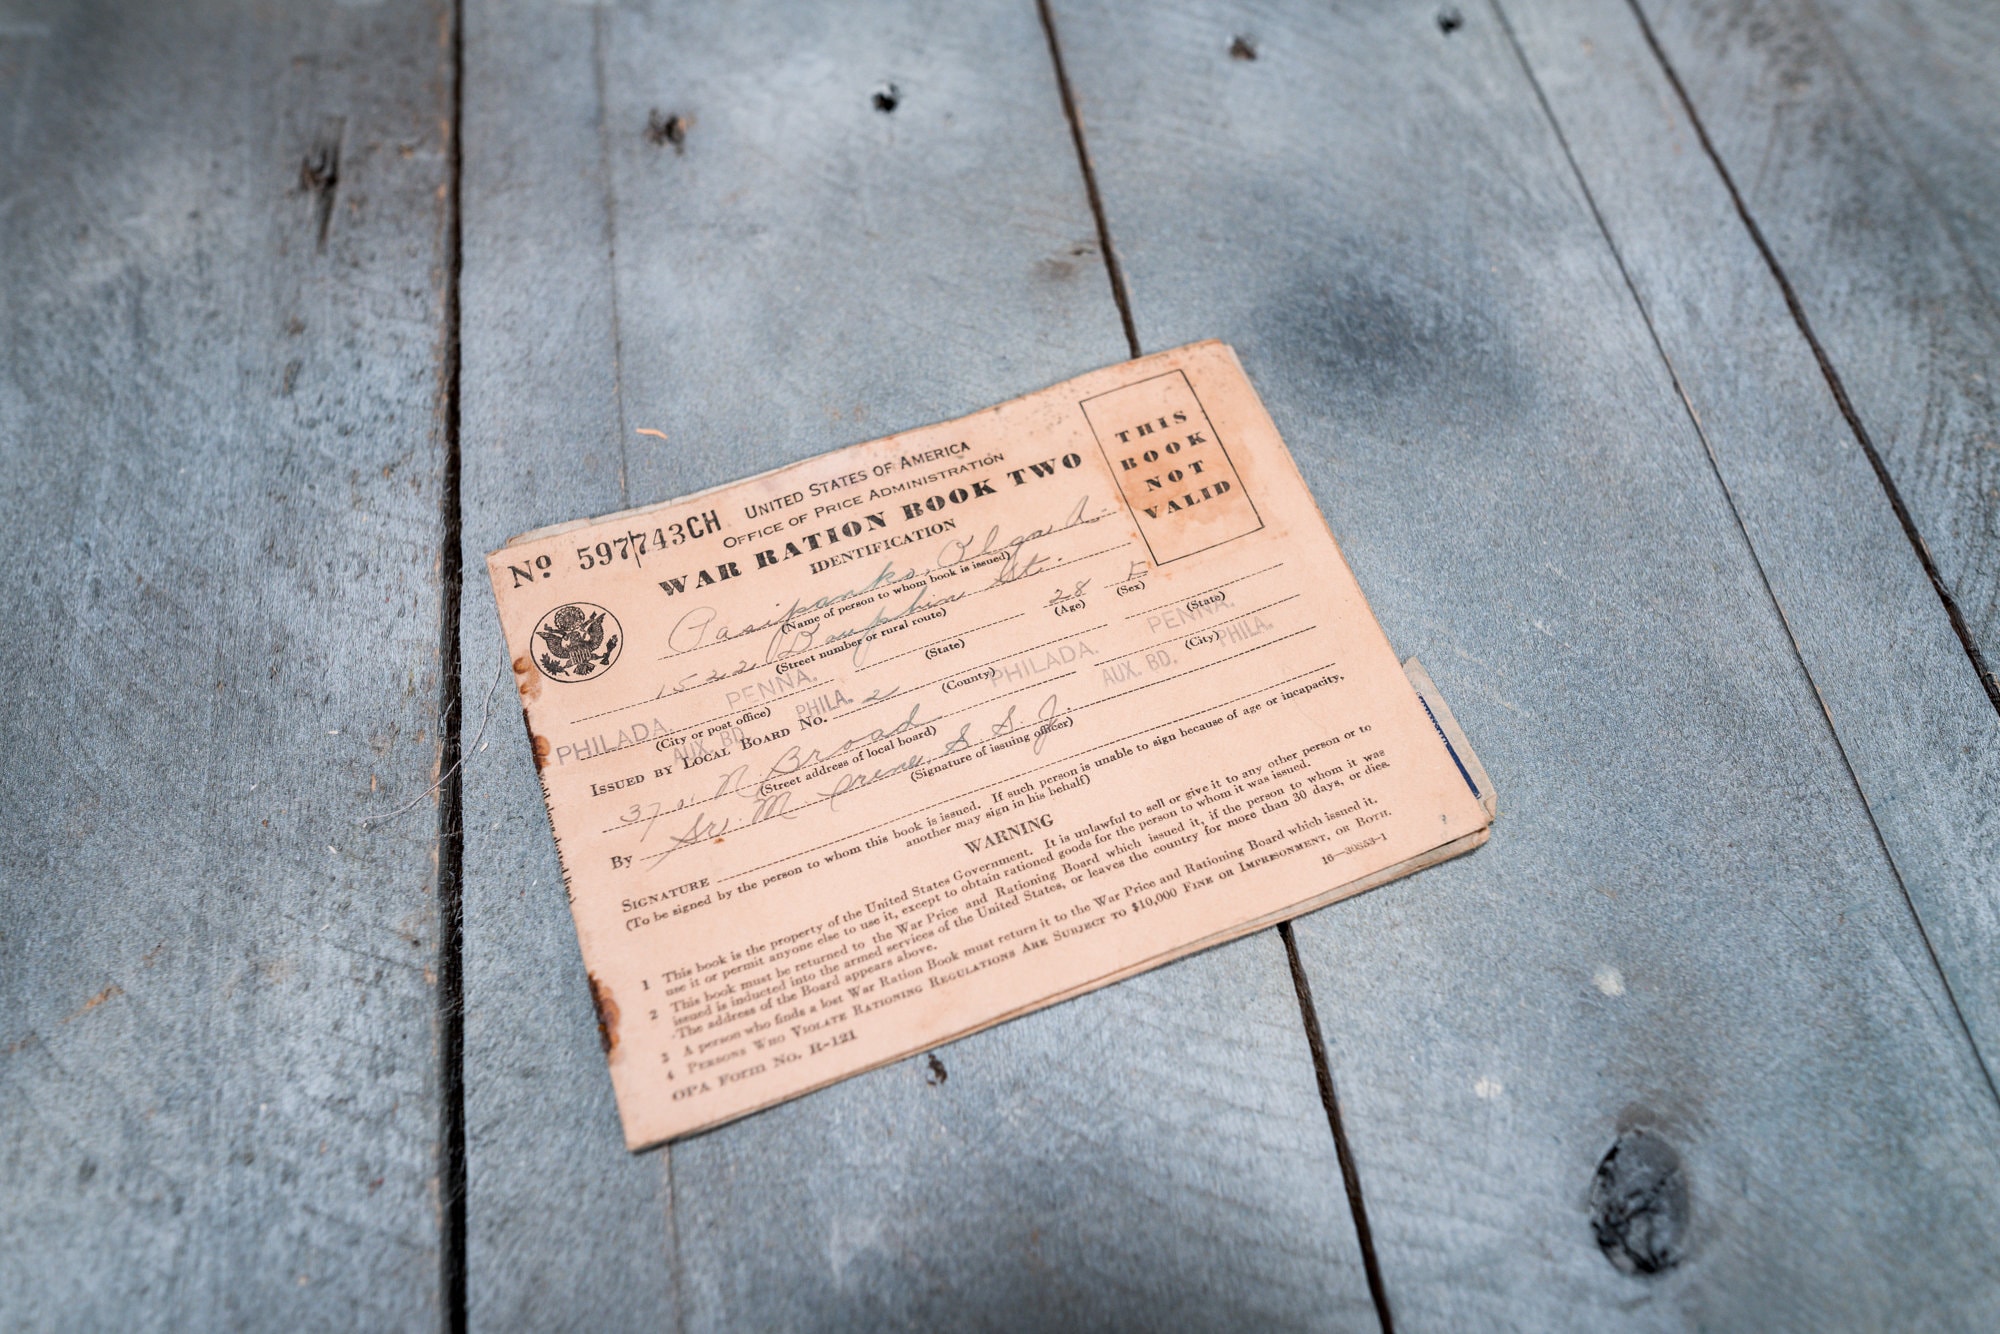 No 597743CH
UNITED STATES OF AMERICA
OFFICE OF PRICE ADMINISTRATION
WAR RATION BOOK TWO
IDENTIFICATION
THIS
BOOK
NOT
VALID
Pasipanko, Olga A.
(Name of person to whom book is issued)
1522 Dauphin St. 28 F
(Street number or rural route) (Age) (Sex)
PHILADA. PENNA. PHILADA. PENNA.
(City or post office) (State) (County) (State)
AUX. BD. PHILA. AUX. BD. PHILA.
ISSUED BY LOCAL BOARD No. 2 (City)
3701 N Broad
(Street address of local board)
By Sr. M S. S. J.
(Signature of issuing officer)
SIGNATURE
(To be signed by the person to whom this book is issued. If such person is unable to sign because of age or incapacity,
another may sign in his behalf)
WARNING
1 This book is the property of the United States Government. It is unlawful to sell or give it to any other person or to
use it or permit anyone else to use it, except to obtain rationed goods for the person to whom it was issued.
2 This book must be returned to the War Price and Rationing Board which issued it, if the person to whom it was
issued is inducted into the armed services of the United States, or leaves the country for more than 30 days, or dies.
The address of the Board appears above.
3 A person who finds a lost War Ration Book must return it to the War Price and Rationing Board which issued it.
4 PERSONS WHO VIOLATE RATIONING REGULATIONS ARE SUBJECT TO $10,000 FINE OR IMPRISONMENT, OR BOTH.
OPA Form No. R-121
16—30853-1